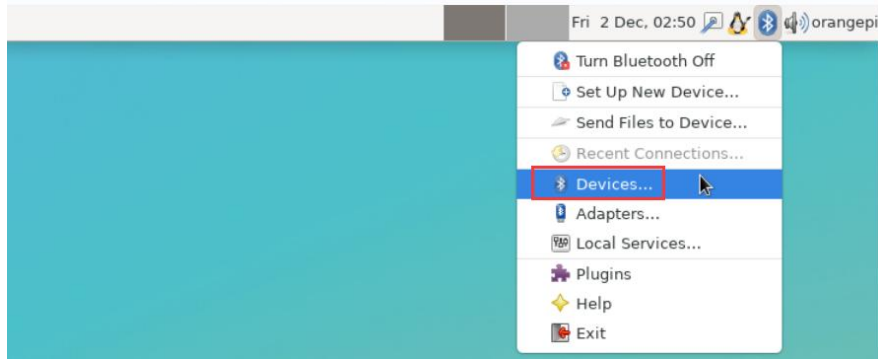 Fri 2 Dec, 02:50 orangepi
Turn Bluetooth Off
Set Up New Device...
Send Files to Device...
Recent Connections...
Devices...
Adapters...
Local Services...
Plugins
Help
Exit